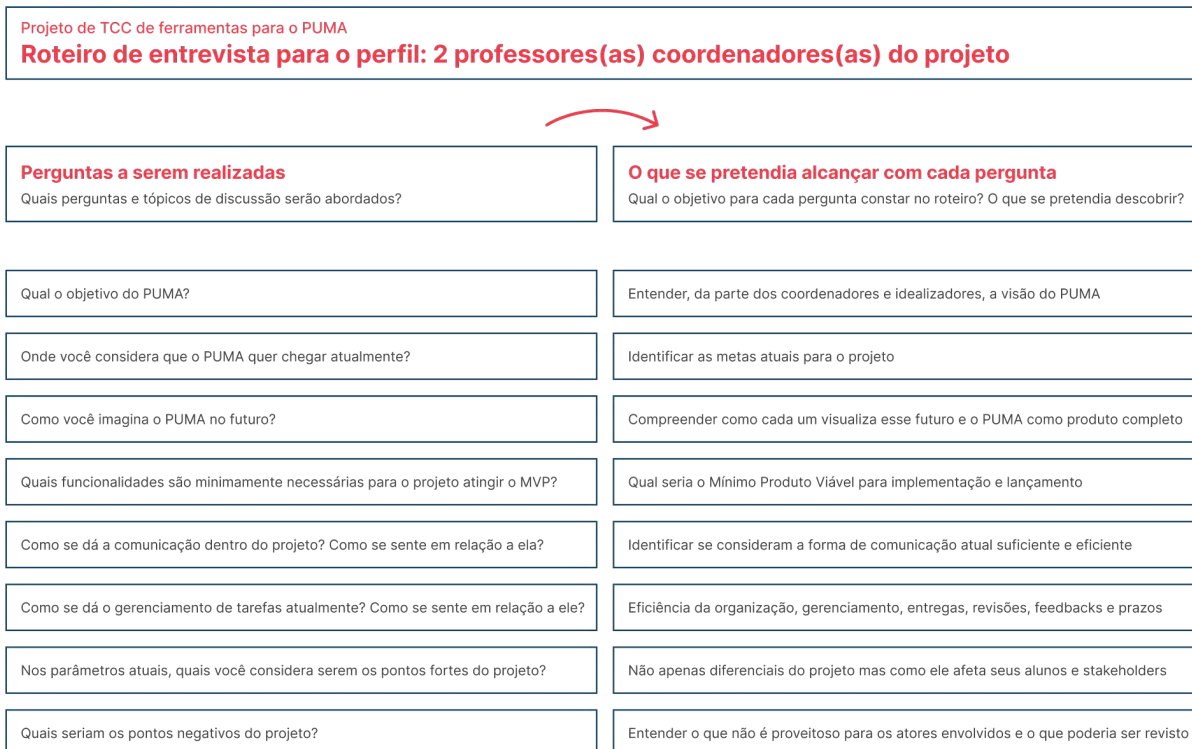 Projeto de TCC de ferramentas para o PUMA
Roteiro de entrevista para o perfil: 2 professores(as) coordenadores(as) do projeto
Perguntas a serem realizadas
Quais perguntas e tópicos de discussão serão abordados?
O que se pretendia alcançar com cada pergunta
Qual o objetivo para cada pergunta constar no roteiro? O que se pretendia descobrir?
Qual o objetivo do PUMA?
Entender, da parte dos coordenadores e idealizadores, a visão do PUMA
Onde você considera que o PUMA quer chegar atualmente?
Identificar as metas atuais para o projeto
Como você imagina o PUMA no futuro?
Compreender como cada um visualiza esse futuro e o PUMA como produto completo
Quais funcionalidades são minimamente necessárias para o projeto atingir o MVP?
Qual seria o Mínimo Produto Viável para implementação e lançamento
Como se dá a comunicação dentro do projeto? Como se sente em relação a ela?
Identificar se consideram a forma de comunicação atual suficiente e eficiente
Como se dá o gerenciamento de tarefas atualmente? Como se sente em relação a ele?
Eficiência da organização, gerenciamento, entregas, revisões, feedbacks e prazos
Nos parâmetros atuais, quais você considera serem os pontos fortes do projeto?
Não apenas diferenciais do projeto mas como ele afeta seus alunos e stakeholders
Quais seriam os pontos negativos do projeto?
Entender o que não é proveitoso para os atores envolvidos e o que poderia ser revisto